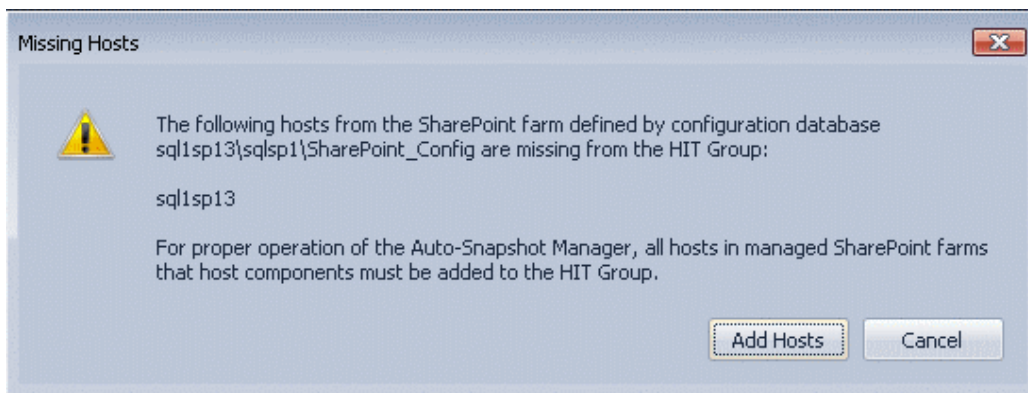 Missing Hosts
The following hosts from the SharePoint farm defined by configuration database
sql1sp13\sqlsp1\SharePoint_Config are missing from the HIT Group:
sql1sp13
For proper operation of the Auto-Snapshot Manager, all hosts in managed SharePoint farms
that host components must be added to the HIT Group.
Add Hosts Cancel